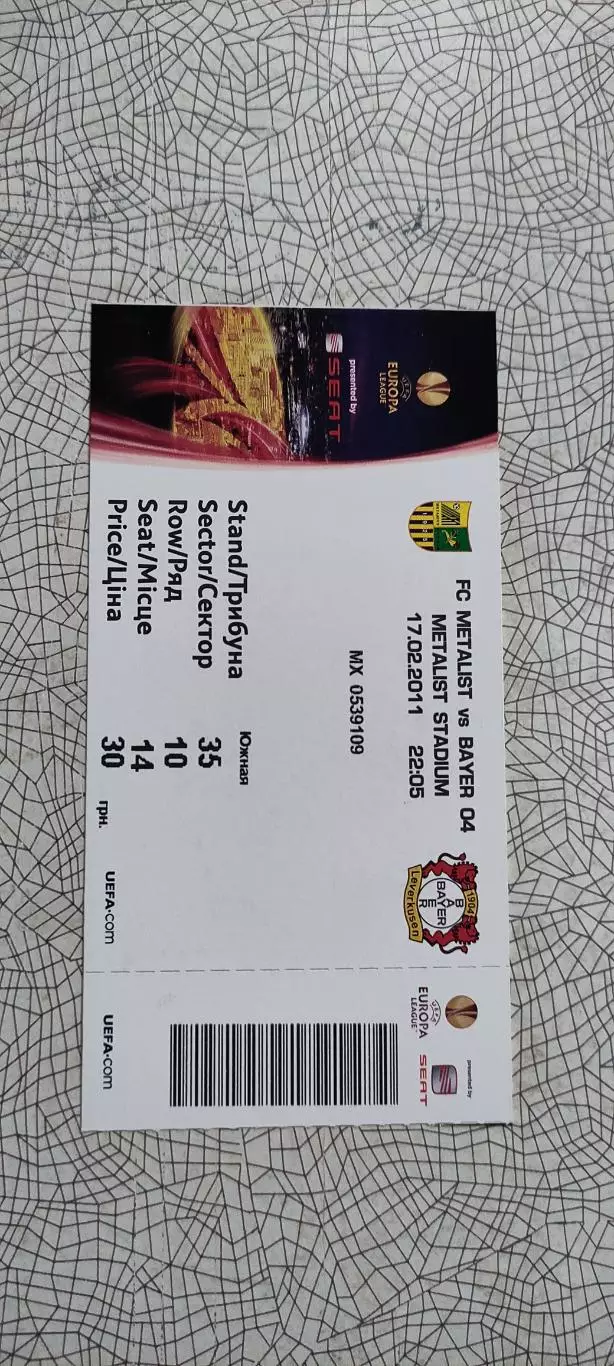 UEFA
EUROPA
LEAGUE
presented by
SEAT
FC METALIST vs BAYER 04
METALIST STADIUM
17.02.2011 22:05
1925
1904
BAYER
BAYER
Leverkusen
MX 0539109
Stand/Трибуна Южная
Sector/Сектор 35
Row/Ряд 10
Seat/Місце 14
Price/Ціна 30 грн.
UEFA.com
presented by
UEFA
EUROPA
LEAGUE
SEAT
UEFA.com